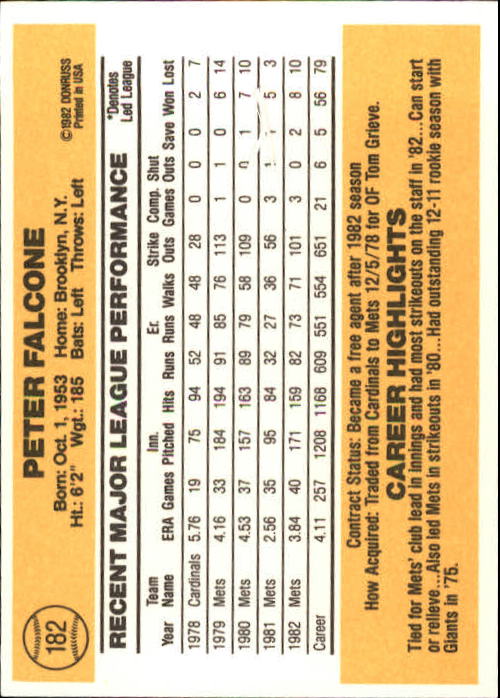 182
PETER FALCONE
Born: Oct. 1, 1953 Home: Brooklyn, N.Y.
Ht.: 6'2" Wgt.: 185 Bats: Left Throws: Left
©1982 DONRUSS
Printed in USA
RECENT MAJOR LEAGUE PERFORMANCE
*Denotes
Led League
Team Inn. Er. Strike Comp. Shut
Year Name ERA Games Pitched Hits Runs Runs Walks Outs Games Outs Save Won Lost
1978 Cardinals 5.76 19 75 94 52 48 48 28 0 0 0 2 7
1979 Mets 4.16 33 184 194 91 85 76 113 1 1 0 6 14
1980 Mets 4.53 37 157 163 89 79 58 109 0 0 1 7 10
1981 Mets 2.56 35 95 84 32 27 36 56 3 1 5 3
1982 Mets 3.84 40 171 159 82 73 71 101 3 0 2 8 10
Career 4.11 257 1208 1168 609 551 554 651 21 6 5 56 79
Contract Status: Became a free agent after 1982 season
How Acquired: Traded from Cardinals to Mets 12/5/78 for OF Tom Grieve.
CAREER HIGHLIGHTS
Tied for Mets' club lead in innings and had most strikeouts on the staff in '82...Can start
or relieve...Also led Mets in strikeouts in '80...Had outstanding 12-11 rookie season with
Giants in '75.